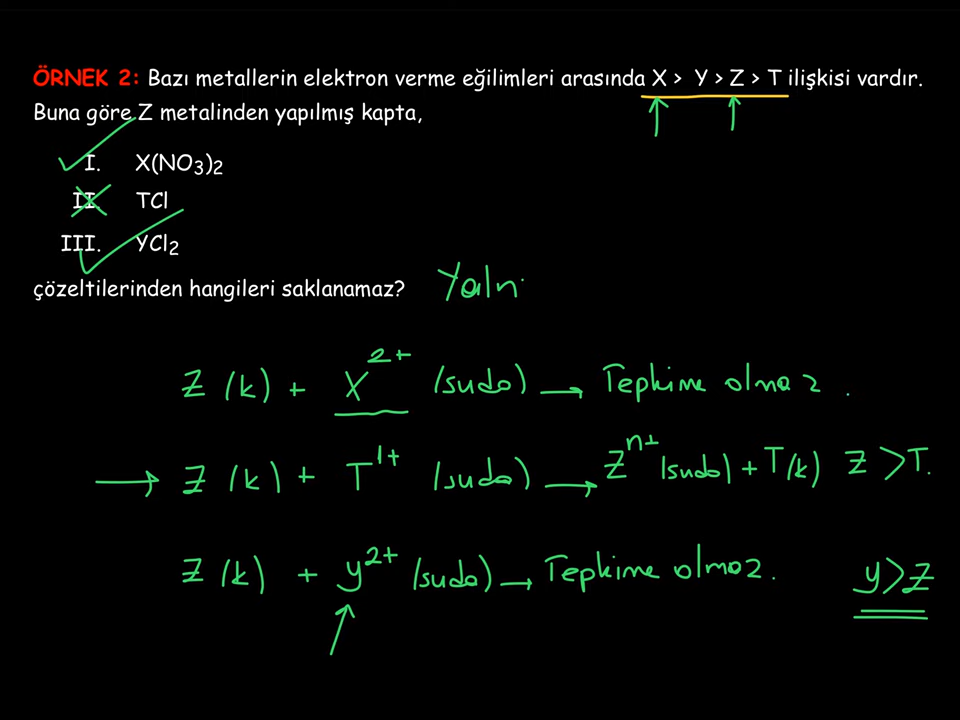 ÖRNEK 2: Bazı metallerin elektron verme eğilimleri arasında X > Y > Z > T ilişkisi vardır.
Buna göre Z metalinden yapılmış kapta,
I. X(NO3)2
II. TCl
III. YCl2
çözeltilerinden hangileri saklanamaz? Yaln
Z (k) + X2+ (suda) → Tepkime olmaz.
→ Z (k) + T1+ (suda) → Zn+ (suda) + T(k) Z > T.
Z (k) + y2+ (suda) → Tepkime olmaz. y>Z